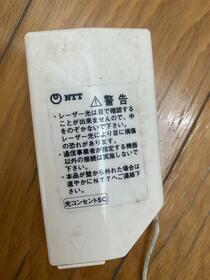 NTT
⚠警告
・レーザー光は目で確認する
ことが出来ませんので、中
をのぞかないで下さい。
レーザー光により目に損傷
の恐れがあります。
・通信事業者が指定する機器
以外の接続は実施しないで
下さい。
・本品が壁から外れた場合は
速やかにNTTへご連絡下
さい。
光コンセントSC